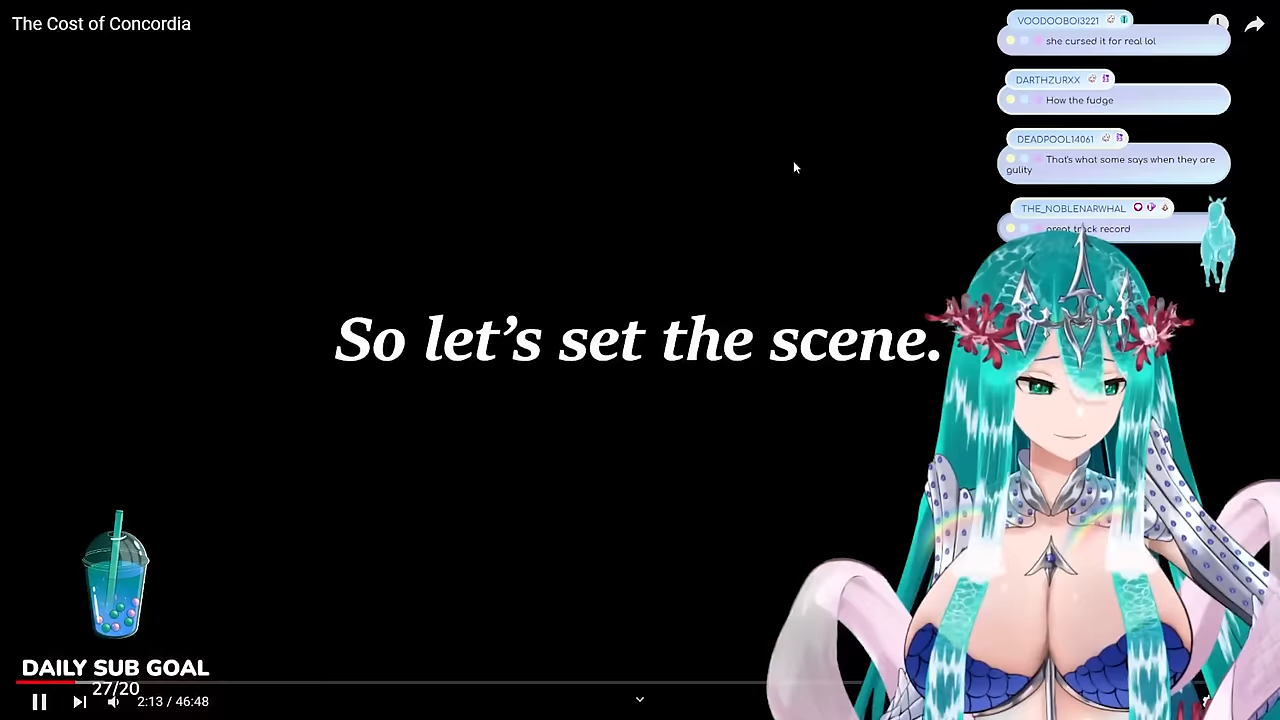 The Cost of Concordia
VOODOOBOI3221
she cursed it for real lol
DARTHZURXX
How the fudge
DEADPOOL14061
That's what some says when they are
gulity
THE_NOBLENARWHAL
great track record
So let's set the scene.
DAILY SUB GOAL
27/20
2:13 / 46:48